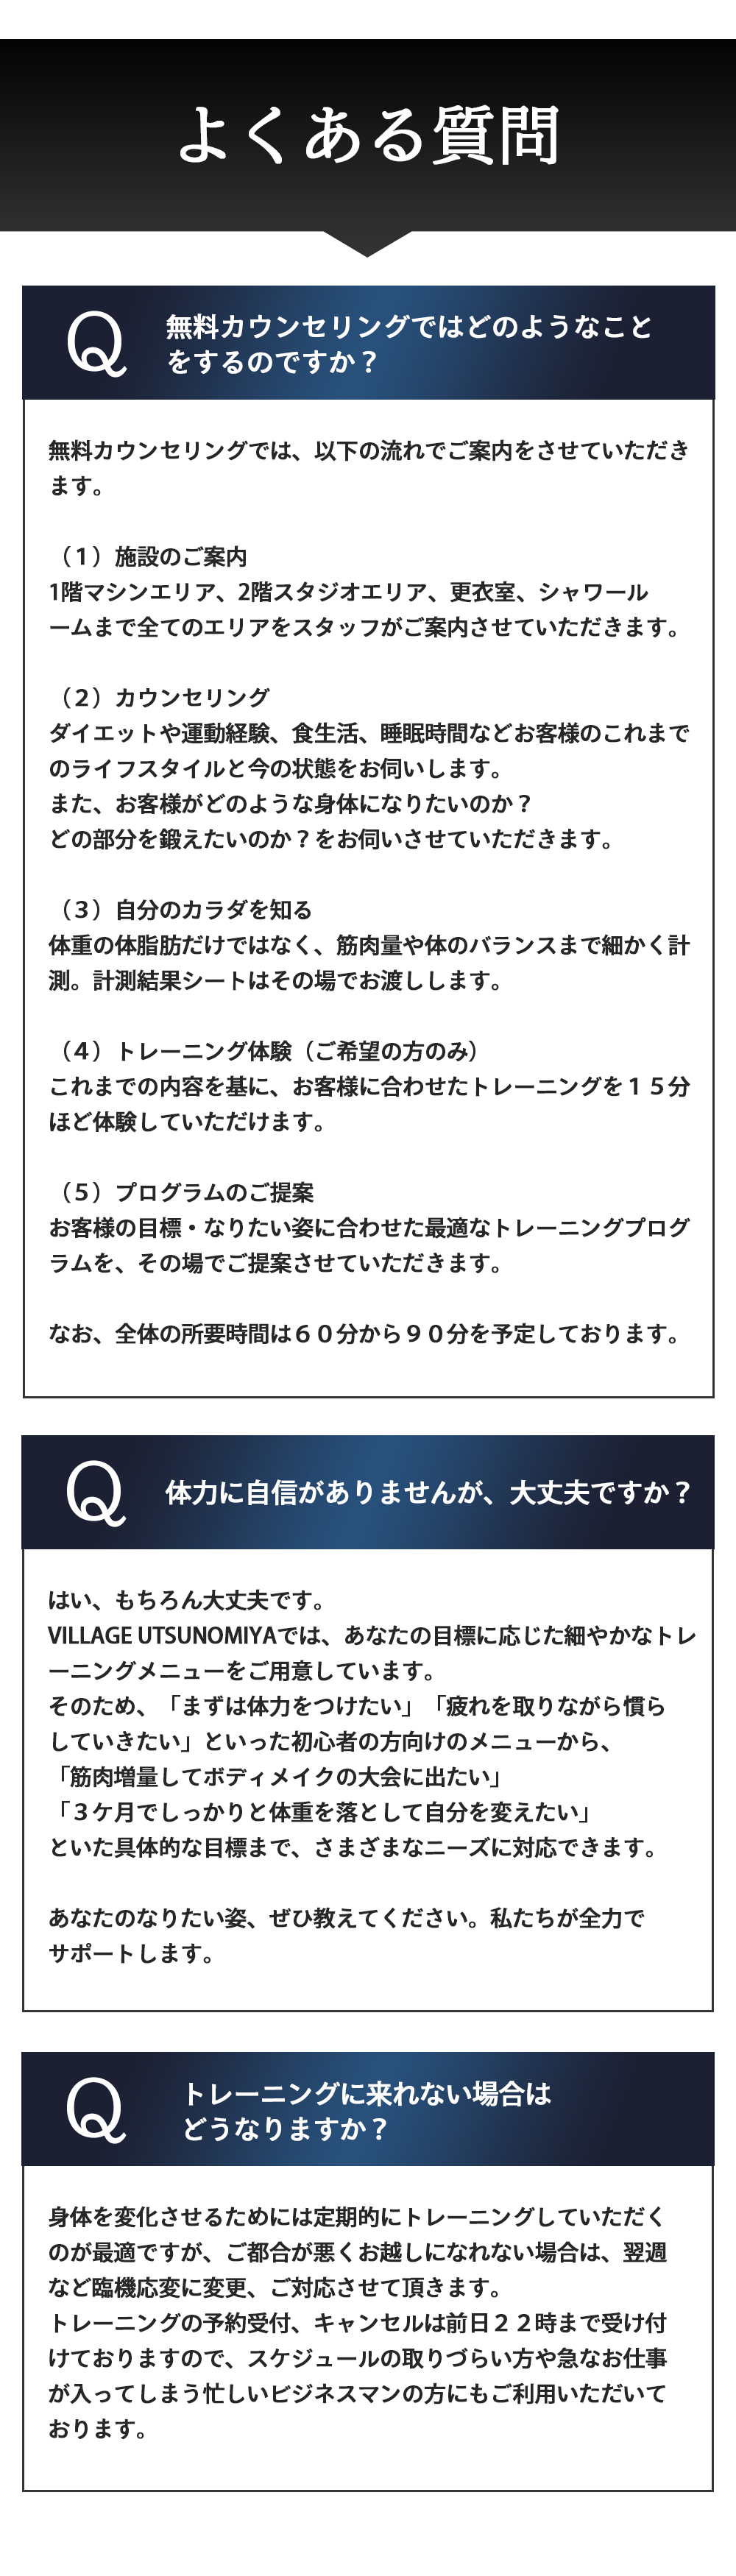 よくある質問
Q
無料カウンセリングではどのようなこと
をするのですか？
無料カウンセリングでは、以下の流れでご案内をさせていただき
ます。
（１）施設のご案内
1階マシンエリア、2階スタジオエリア、更衣室、シャワール
ームまで全てのエリアをスタッフがご案内させていただきます。
（２）カウンセリング
ダイエットや運動経験、食生活、睡眠時間などお客様のこれまで
のライフスタイルと今の状態をお伺いします。
また、お客様がどのような身体になりたいのか？
どの部分を鍛えたいのか？をお伺いさせていただきます。
（３）自分のカラダを知る
体重の体脂肪だけではなく、筋肉量や体のバランスまで細かく計
測。計測結果シートはその場でお渡しします。
（４）トレーニング体験（ご希望の方のみ）
これまでの内容を基に、お客様に合わせたトレーニングを１５分
ほど体験していただけます。
（５）プログラムのご提案
お客様の目標・なりたい姿に合わせた最適なトレーニングプログ
ラムを、その場でご提案させていただきます。
なお、全体の所要時間は６０分から９０分を予定しております。
Q
体力に自信がありませんが、大丈夫ですか？
はい、もちろん大丈夫です。
VILLAGE UTSUNOMIYAでは、あなたの目標に応じた細やかなトレ
ーニングメニューをご用意しています。
そのため、「まずは体力をつけたい」「疲れを取りながら慣ら
していきたい」といった初心者の方向けのメニューから、
「筋肉増量してボディメイクの大会に出たい」
「３ケ月でしっかりと体重を落として自分を変えたい」
といた具体的な目標まで、さまざまなニーズに対応できます。
あなたのなりたい姿、ぜひ教えてください。私たちが全力で
サポートします。
Q
トレーニングに来れない場合は
どうなりますか？
身体を変化させるためには定期的にトレーニングしていただく
のが最適ですが、ご都合が悪くお越しになれない場合は、翌週
など臨機応変に変更、ご対応させて頂きます。
トレーニングの予約受付、キャンセルは前日２２時まで受け付
けておりますので、スケジュールの取りづらい方や急なお仕事
が入ってしまう忙しいビジネスマンの方にもご利用いただいて
おります。